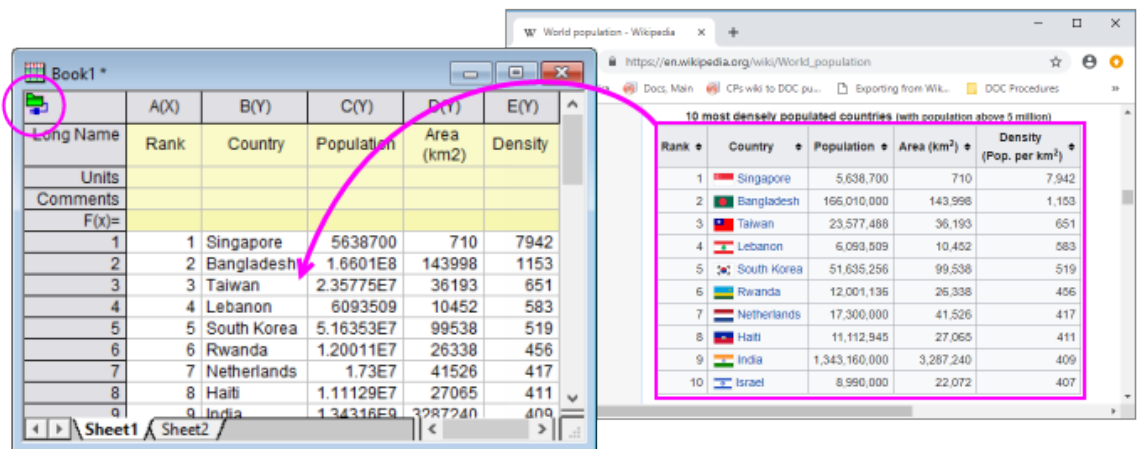 Book1 *
A(X) B(Y) C(Y) D(Y) E(Y)
Long Name Rank Country Population Area (km2) Density
Units
Comments
F(x)=
1 1 Singapore 5638700 710 7942
2 2 Bangladesh 1.6601E8 143998 1153
3 3 Taiwan 2.35775E7 36193 651
4 4 Lebanon 6093509 10452 583
5 5 South Korea 5.16353E7 99538 519
6 6 Rwanda 1.20011E7 26338 456
7 7 Netherlands 1.73E7 41526 417
8 8 Haiti 1.11129E7 27065 411
9 9 India 1.34316E9 3287240 409
Sheet1 Sheet2
W World population - Wikipedia × +
https://en.wikipedia.org/wiki/World_population
Docs, Main CPs wiki to DOC pu... Exporting from Wik... DOC Procedures »
10 most densely populated countries (with population above 5 million)
Rank Country Population Area (km²) Density (Pop. per km²)
1 Singapore 5,638,700 710 7,942
2 Bangladesh 166,010,000 143,998 1,153
3 Taiwan 23,577,488 36,193 651
4 Lebanon 6,093,509 10,452 583
5 South Korea 51,635,256 99,538 519
6 Rwanda 12,001,136 26,338 456
7 Netherlands 17,300,000 41,526 417
8 Haiti 11,112,945 27,065 411
9 India 1,343,160,000 3,287,240 409
10 Israel 8,990,000 22,072 407